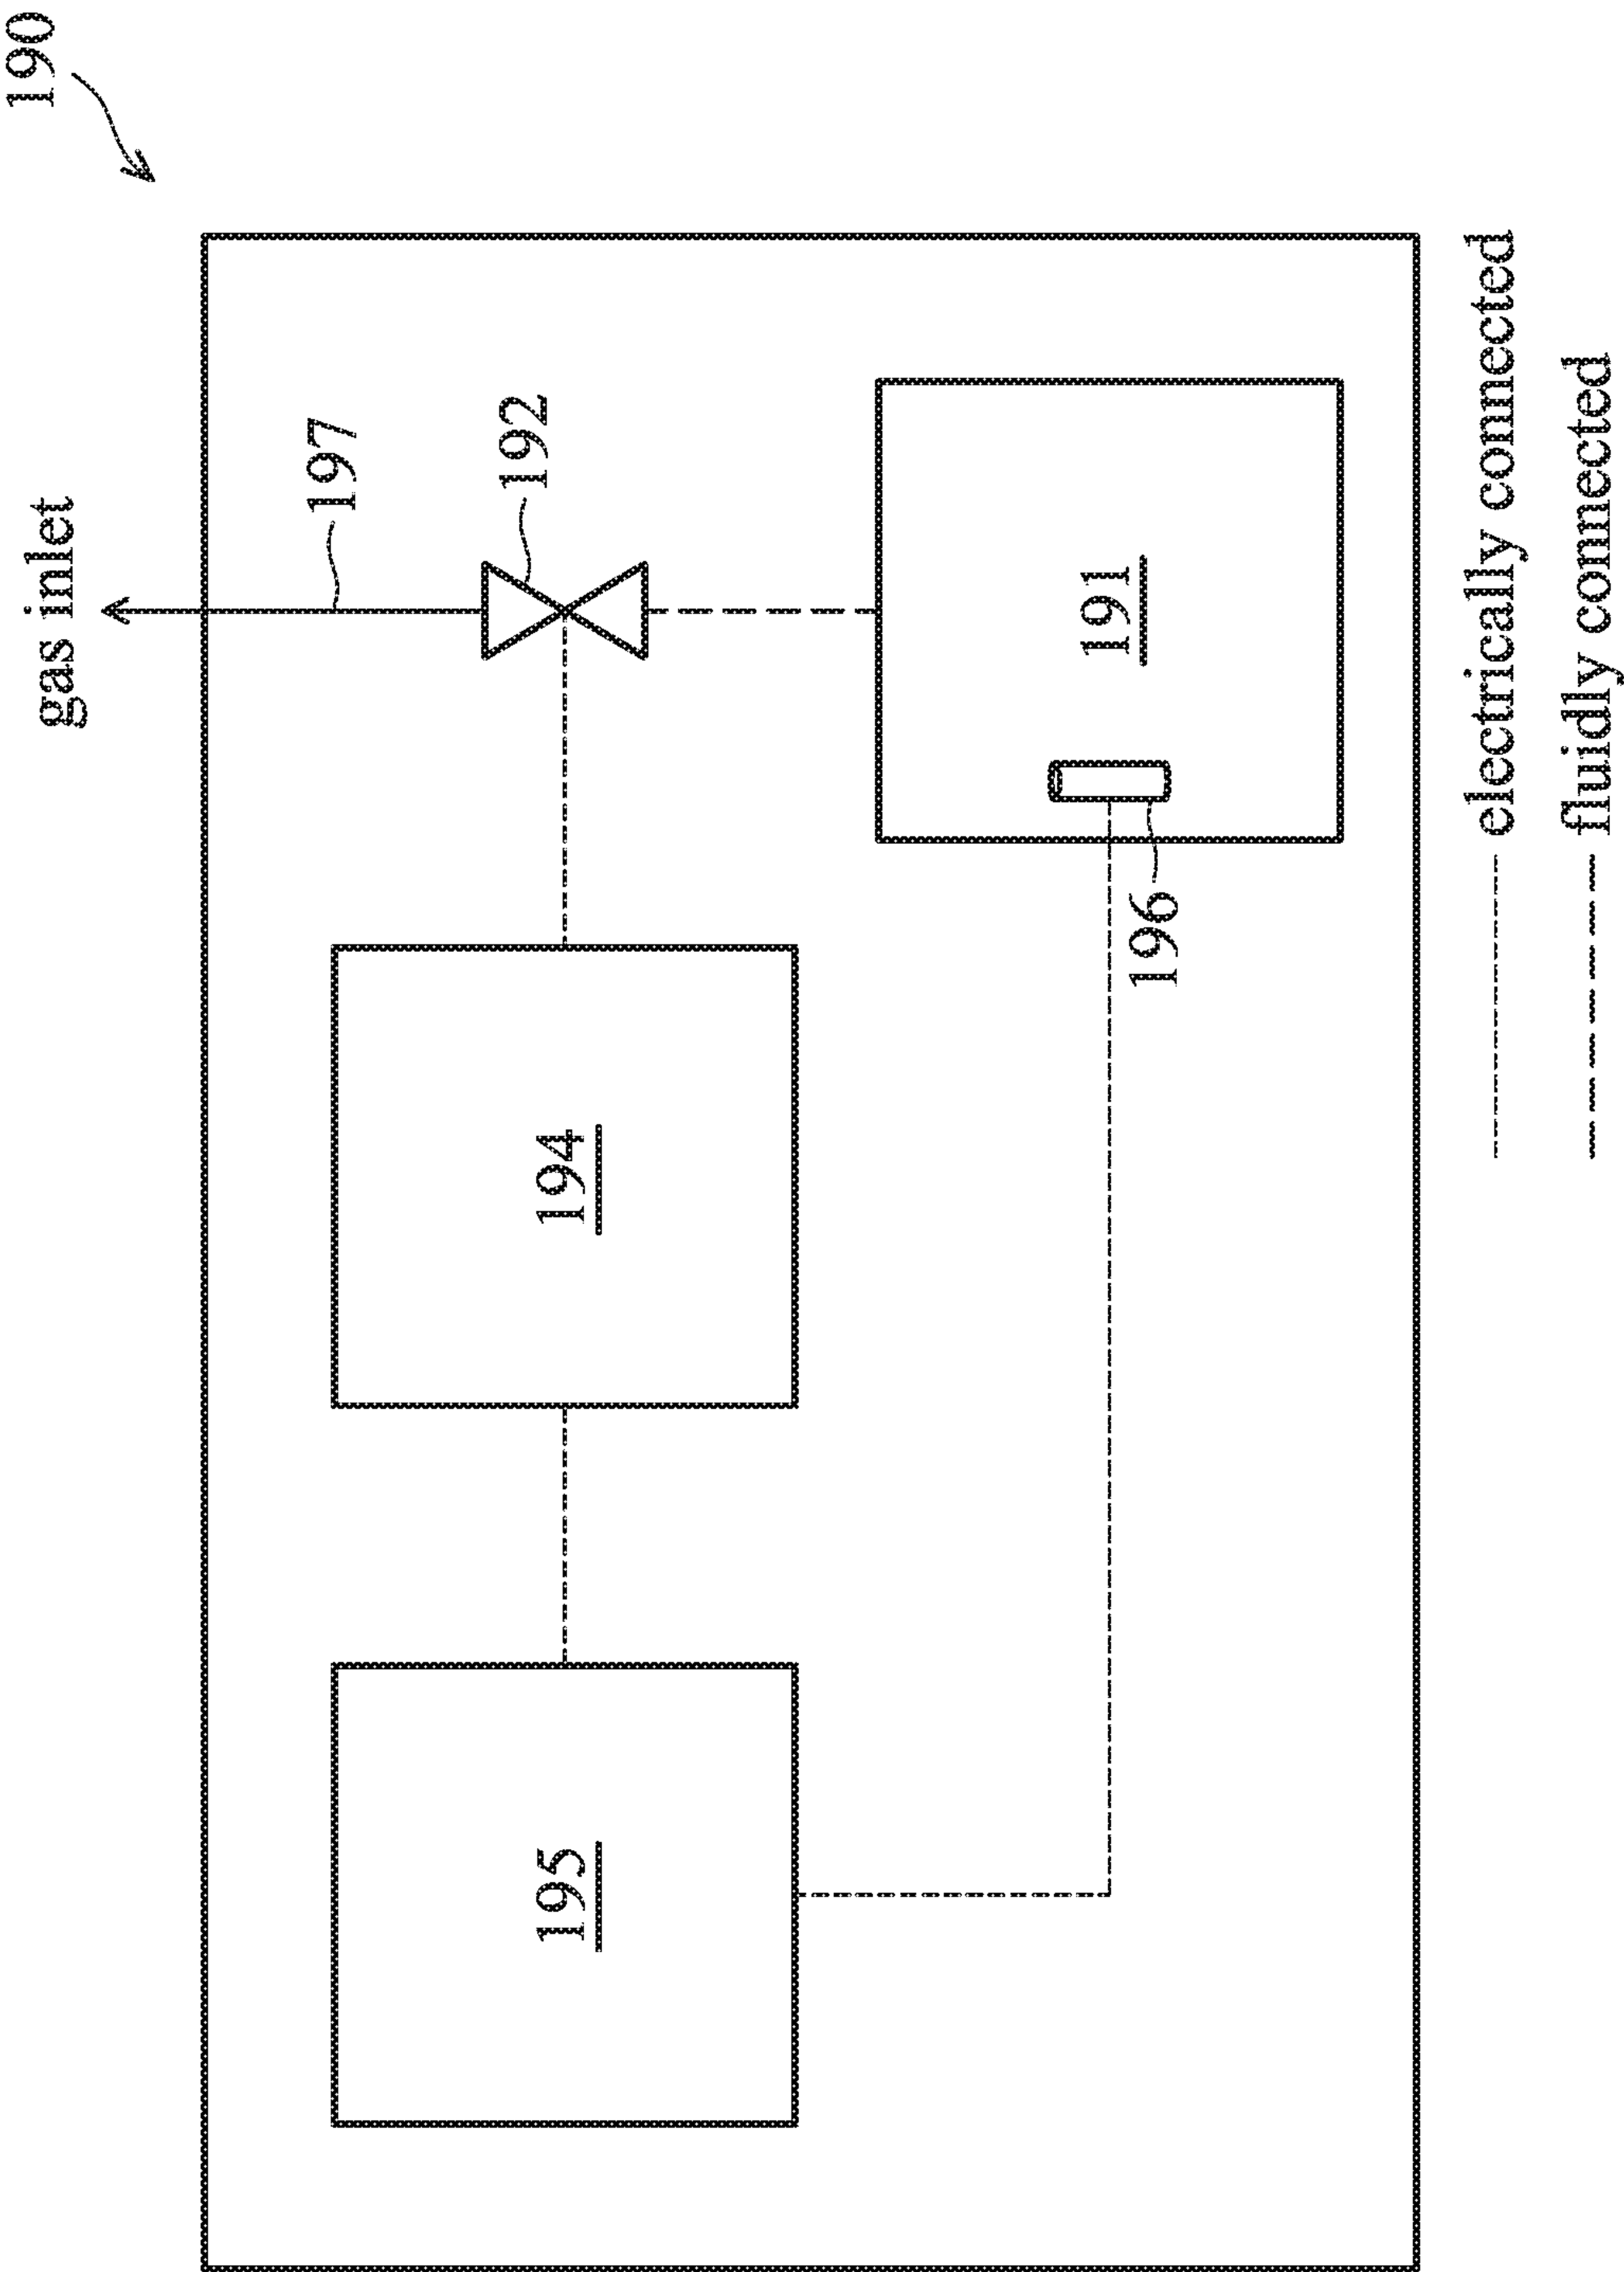 190
gas inlet
197
192
191
196
194
195
electrically connected
fluidly connected